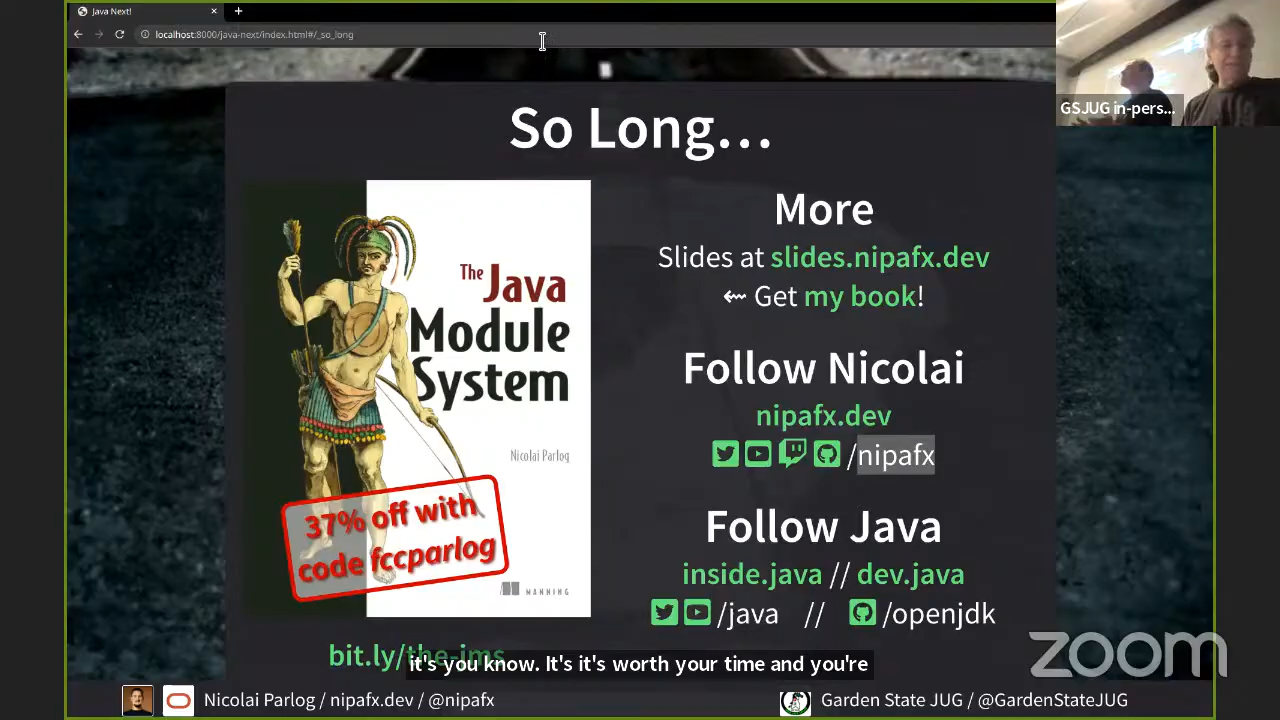 Java Next!
localhost:8000/java-next/index.html#/_so_long
GSJUG in-pers...
So Long…
The Java
Module
System
Nicolai Parlog
37% off with
code fccparlog
MANNING
bit.ly/the-jms
More
Slides at slides.nipafx.dev
⬳ Get my book!
Follow Nicolai
nipafx.dev
/nipafx
Follow Java
inside.java // dev.java
/java // /openjdk
it's you know. It's it's worth your time and you're
zoom
Nicolai Parlog / nipafx.dev / @nipafx
Garden State JUG / @GardenStateJUG